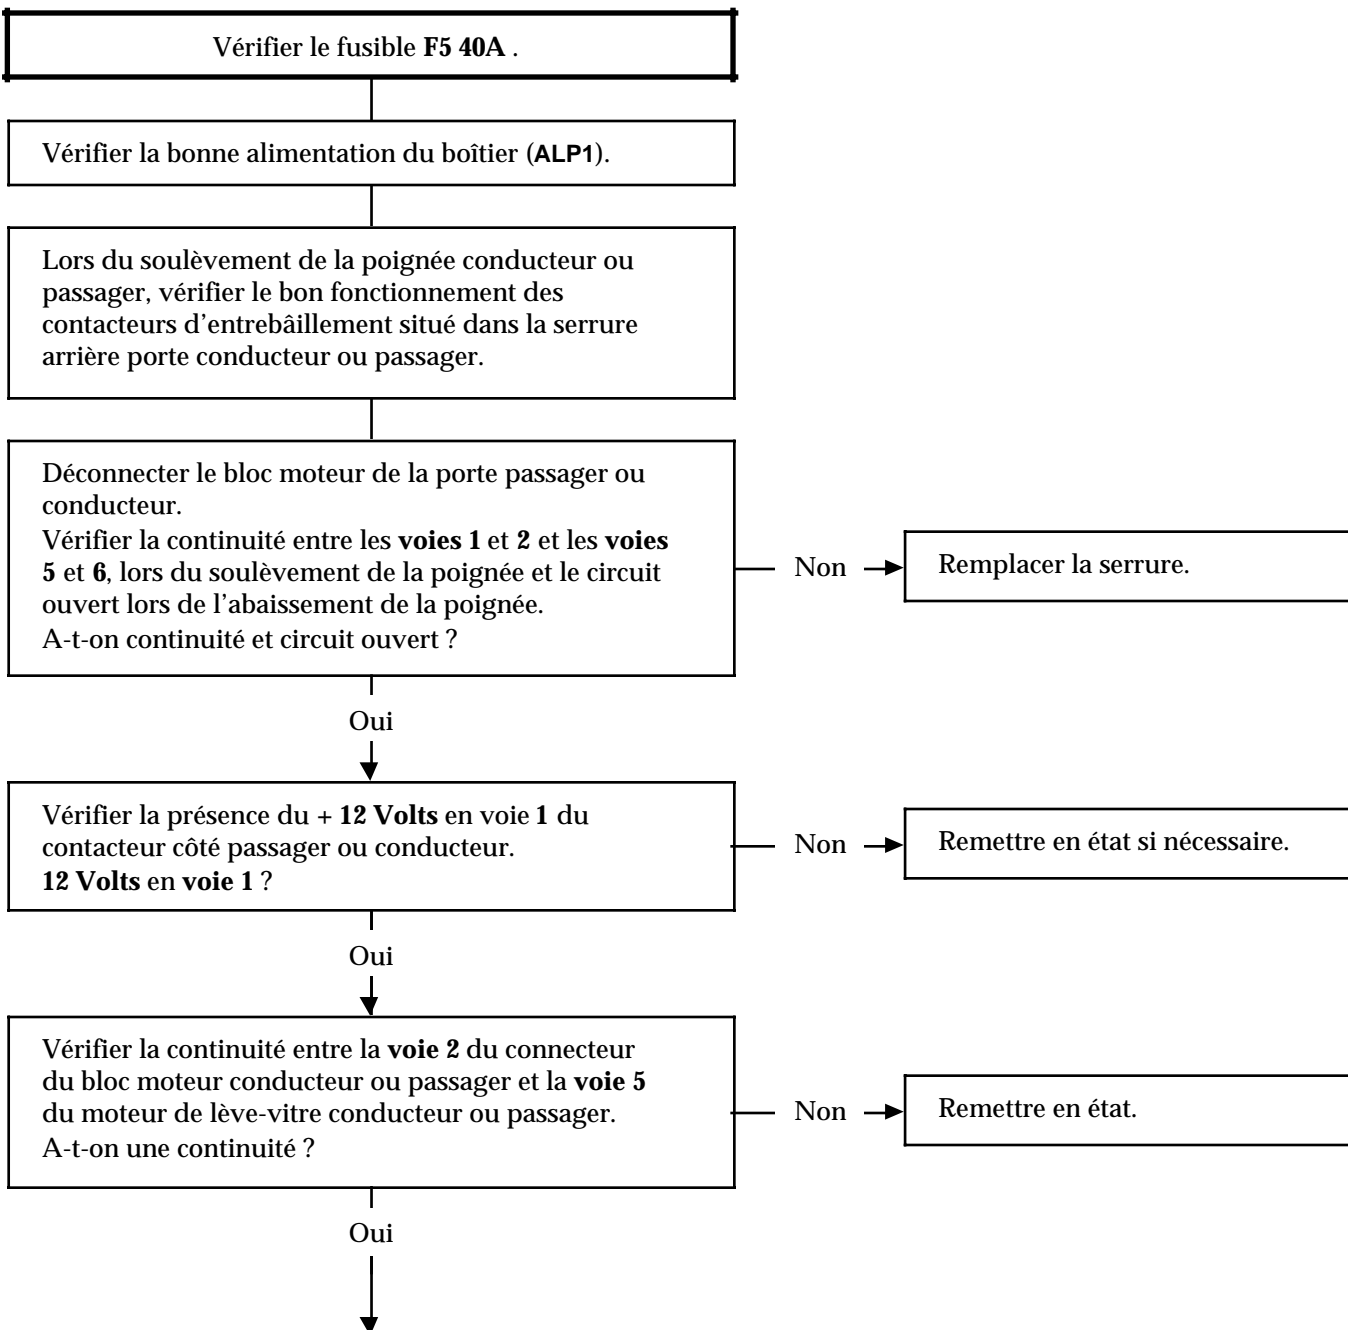 Vérifier le fusible F5 40A .
Vérifier la bonne alimentation du boîtier (ALP1).
Lors du soulèvement de la poignée conducteur ou
passager, vérifier le bon fonctionnement des
contacteurs d'entrebâillement situé dans la serrure
arrière porte conducteur ou passager.
Déconnecter le bloc moteur de la porte passager ou
conducteur.
Vérifier la continuité entre les voies 1 et 2 et les voies
5 et 6, lors du soulèvement de la poignée et le circuit
ouvert lors de l'abaissement de la poignée.
A-t-on continuité et circuit ouvert ?
Non
Remplacer la serrure.
Oui
Vérifier la présence du + 12 Volts en voie 1 du
contacteur côté passager ou conducteur.
12 Volts en voie 1 ?
Non
Remettre en état si nécessaire.
Oui
Vérifier la continuité entre la voie 2 du connecteur
du bloc moteur conducteur ou passager et la voie 5
du moteur de lève-vitre conducteur ou passager.
A-t-on une continuité ?
Non
Remettre en état.
Oui